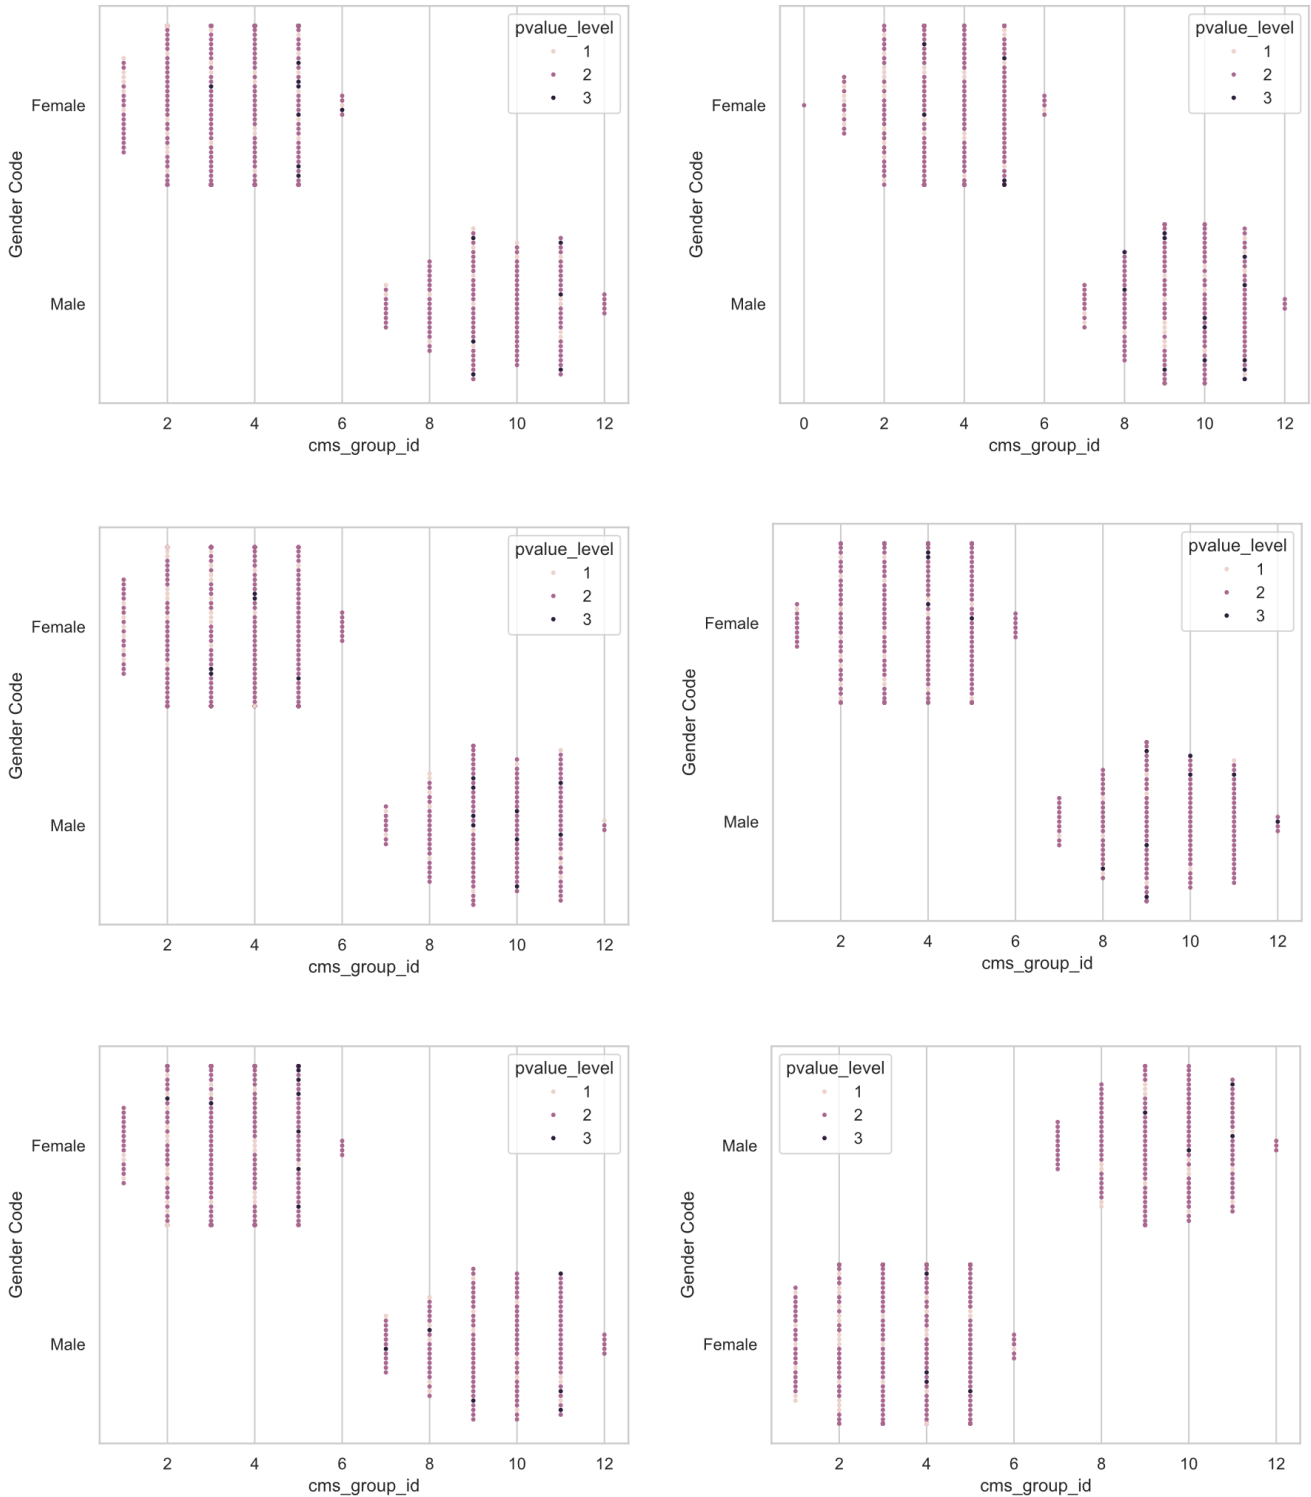 pvalue_level
1
2
3
Female
Male
Gender Code
2 4 6 8 10 12
cms_group_id
pvalue_level
1
2
3
Female
Male
Gender Code
0 2 4 6 8 10 12
cms_group_id
pvalue_level
1
2
3
Female
Male
Gender Code
2 4 6 8 10 12
cms_group_id
pvalue_level
1
2
3
Female
Male
Gender Code
2 4 6 8 10 12
cms_group_id
pvalue_level
1
2
3
Female
Male
Gender Code
2 4 6 8 10 12
cms_group_id
pvalue_level
1
2
3
Male
Female
Gender Code
2 4 6 8 10 12
cms_group_id